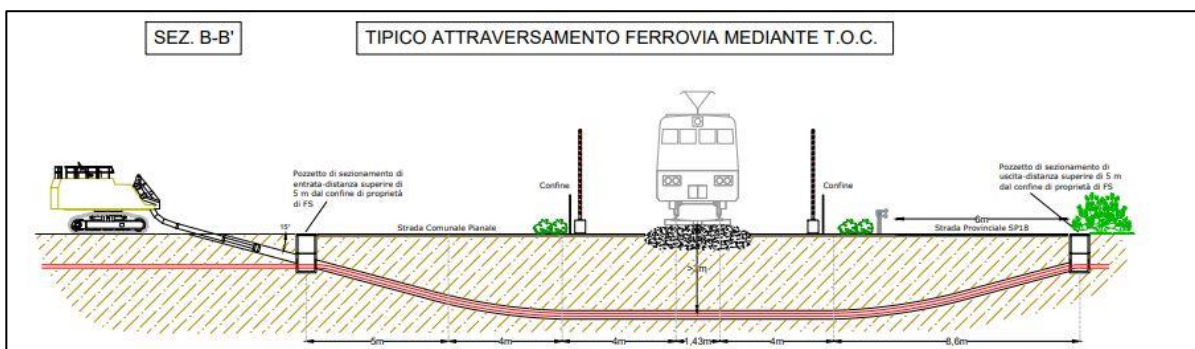 SEZ. B-B'
TIPICO ATTRAVERSAMENTO FERROVIA MEDIANTE T.O.C.
Pozzetto di sezionamento di
entrata-distanza superire di
5 m dal confine di proprietà
di FS
Pozzetto di sezionamento di
uscita-distanza superire di 5 m
dal confine di proprietà di FS
Confine
Confine
15°
Strada Comunale Pianale
6m
Strada Provinciale SP18
5m
4m
4m
1,43m
4m
8,6m